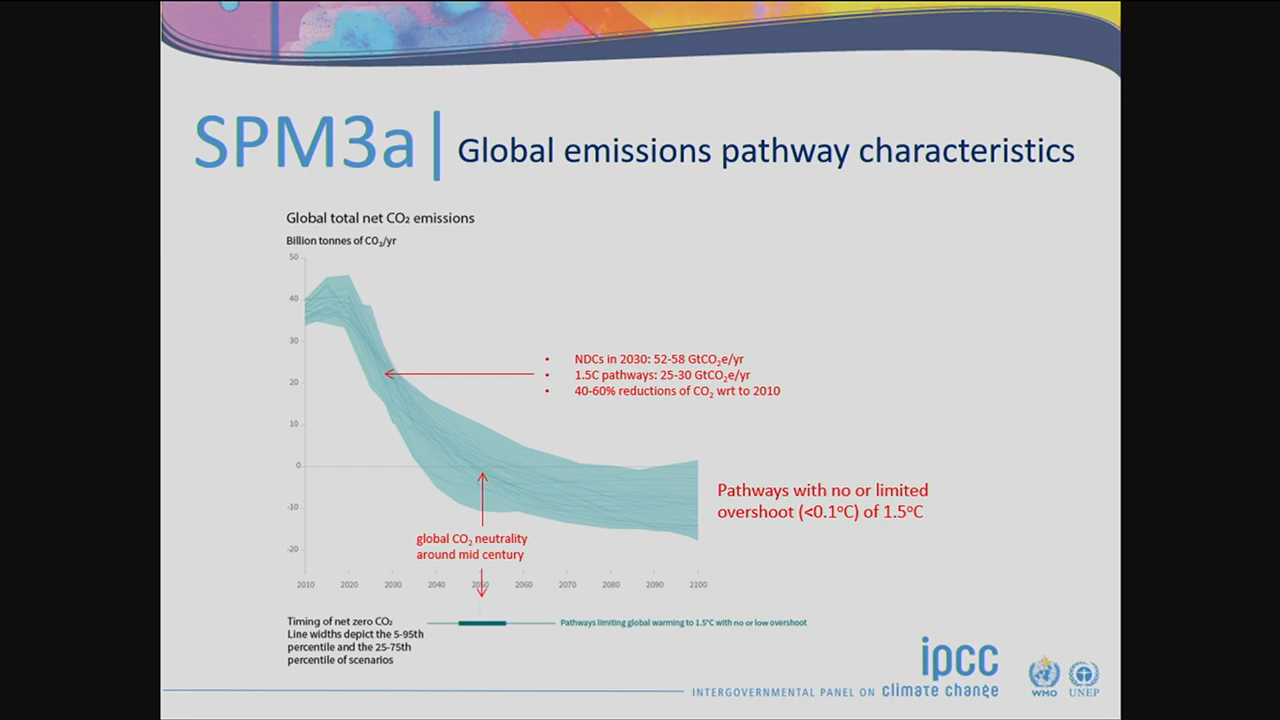 SPM3a| Global emissions pathway characteristics
Global total net CO₂ emissions
Billion tonnes of CO₂/yr
50
40
30
20
10
0
-10
-20
• NDCs in 2030: 52-58 GtCO₂e/yr
• 1.5C pathways: 25-30 GtCO₂e/yr
• 40-60% reductions of CO₂ wrt to 2010
Pathways with no or limited
overshoot (<0.1°C) of 1.5°C
global CO₂ neutrality
around mid century
2010 2020 2030 2040 2050 2060 2070 2080 2090 2100
Timing of net zero CO₂
Line widths depict the 5-95th
percentile and the 25-75th
percentile of scenarios
Pathways limiting global warming to 1.5°C with no or low overshoot
ipcc
INTERGOVERNMENTAL PANEL ON climate change
WMO
UNEP